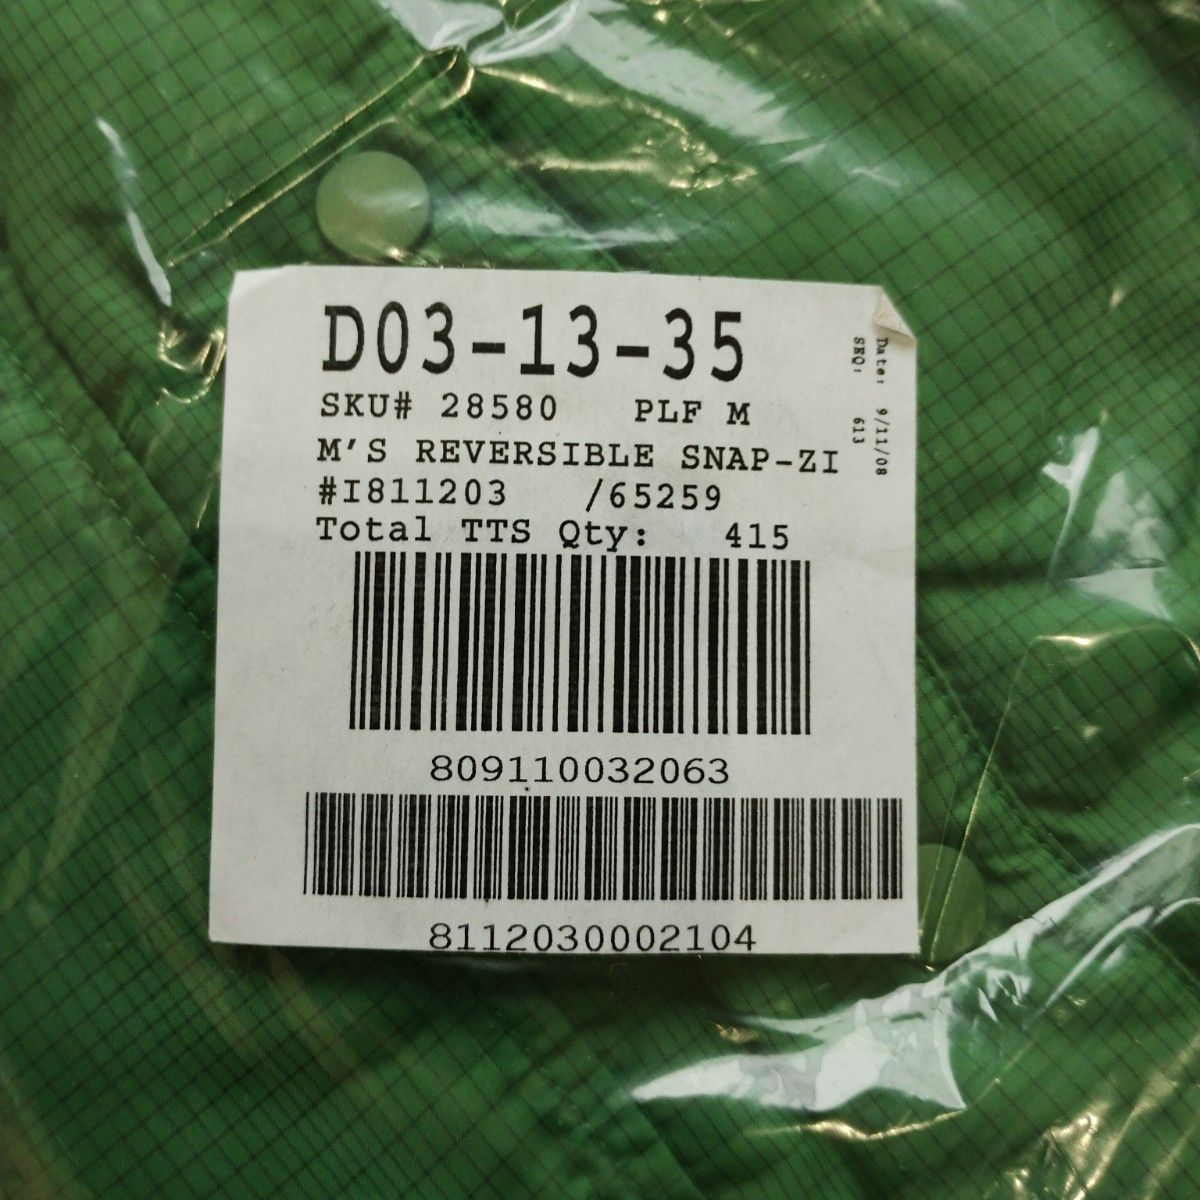 D03-13-35
SKU# 28580 PLF M
M'S REVERSIBLE SNAP-ZI
#I811203 /65259
Total TTS Qty: 415
809110032063
8112030002104
Date: 9/11/08
SEQ: 613